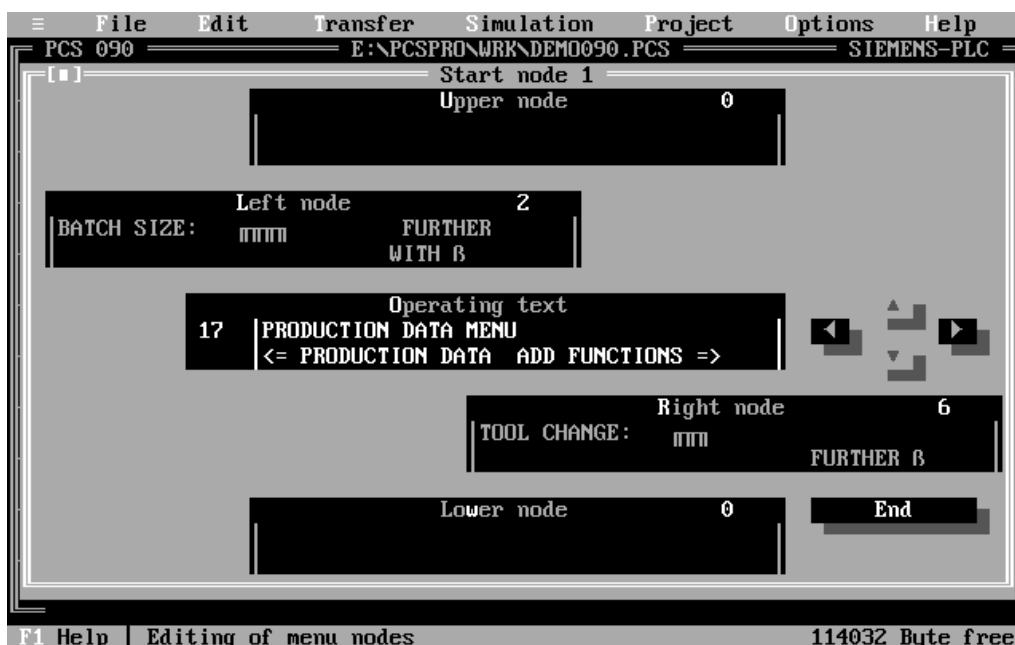 ≡ File Edit Transfer Simulation Project Options Help
PCS 090 E:\PCSPRO\WRK\DEMO090.PCS SIEMENS-PLC
Start node 1
Upper node 0
Left node 2
BATCH SIZE: FURTHER
WITH ß
Operating text
17 PRODUCTION DATA MENU
<= PRODUCTION DATA ADD FUNCTIONS =>
Right node 6
TOOL CHANGE:
FURTHER ß
Lower node 0
End
F1 Help | Editing of menu nodes 114032 Byte free